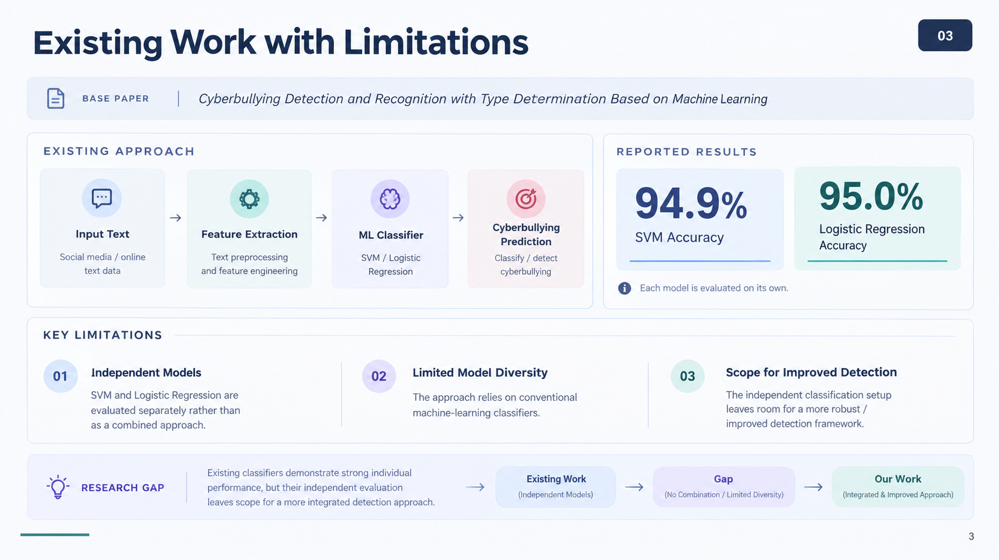 Existing Work with Limitations
03
BASE PAPER
Cyberbullying Detection and Recognition with Type Determination Based on Machine Learning
EXISTING APPROACH
Input Text
Social media / online
text data
Feature Extraction
Text preprocessing
and feature engineering
ML Classifier
SVM / Logistic
Regression
Cyberbullying
Prediction
Classify / detect
cyberbullying
REPORTED RESULTS
94.9%
SVM Accuracy
95.0%
Logistic Regression
Accuracy
Each model is evaluated on its own.
KEY LIMITATIONS
01
Independent Models
SVM and Logistic Regression are
evaluated separately rather than
as a combined approach.
02
Limited Model Diversity
The approach relies on conventional
machine-learning classifiers.
03
Scope for Improved Detection
The independent classification setup
leaves room for a more robust /
improved detection framework.
RESEARCH GAP
Existing classifiers demonstrate strong individual
performance, but their independent evaluation
leaves scope for a more integrated detection approach.
Existing Work
(Independent Models)
Gap
(No Combination / Limited Diversity)
Our Work
(Integrated & Improved Approach)
3